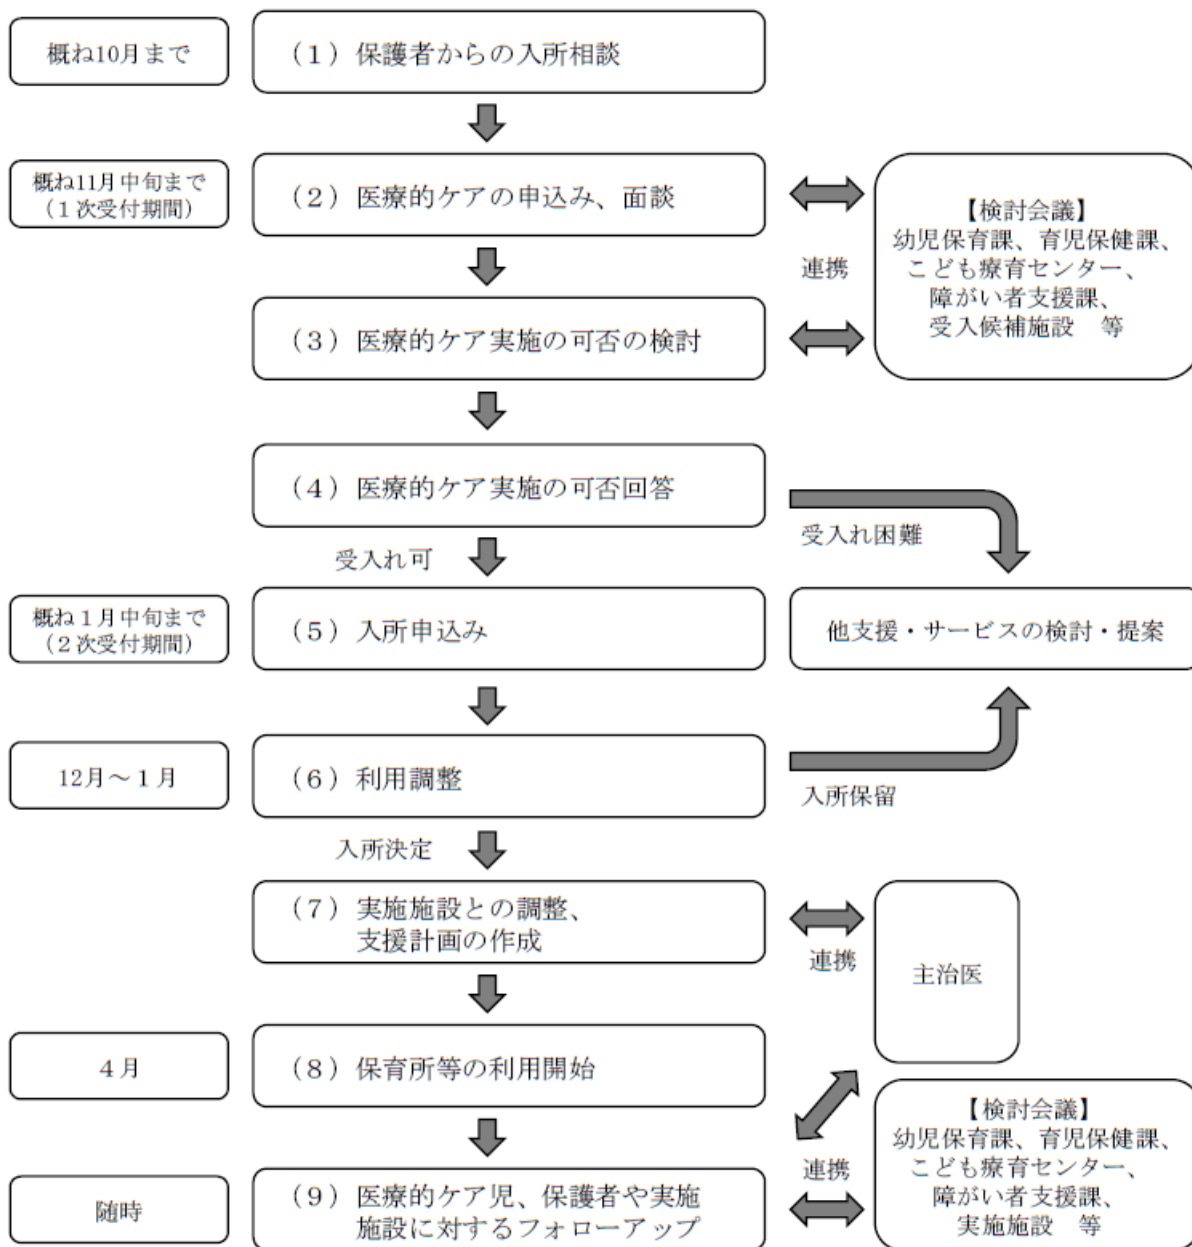 概ね10月まで
（１）保護者からの入所相談
概ね11月中旬まで
（１次受付期間）
（２）医療的ケアの申込み、面談
【検討会議】
幼児保育課、育児保健課、
こども療育センター、
障がい者支援課、
受入候補施設　等
連携
（３）医療的ケア実施の可否の検討
（４）医療的ケア実施の可否回答
受入れ困難
受入れ可
概ね１月中旬まで
（２次受付期間）
（５）入所申込み
他支援・サービスの検討・提案
12月～１月
（６）利用調整
入所保留
入所決定
（７）実施施設との調整、
支援計画の作成
連携
主治医
４月
（８）保育所等の利用開始
【検討会議】
幼児保育課、育児保健課、
こども療育センター、
障がい者支援課、
実施施設　等
連携
随時
（９）医療的ケア児、保護者や実施
施設に対するフォローアップ